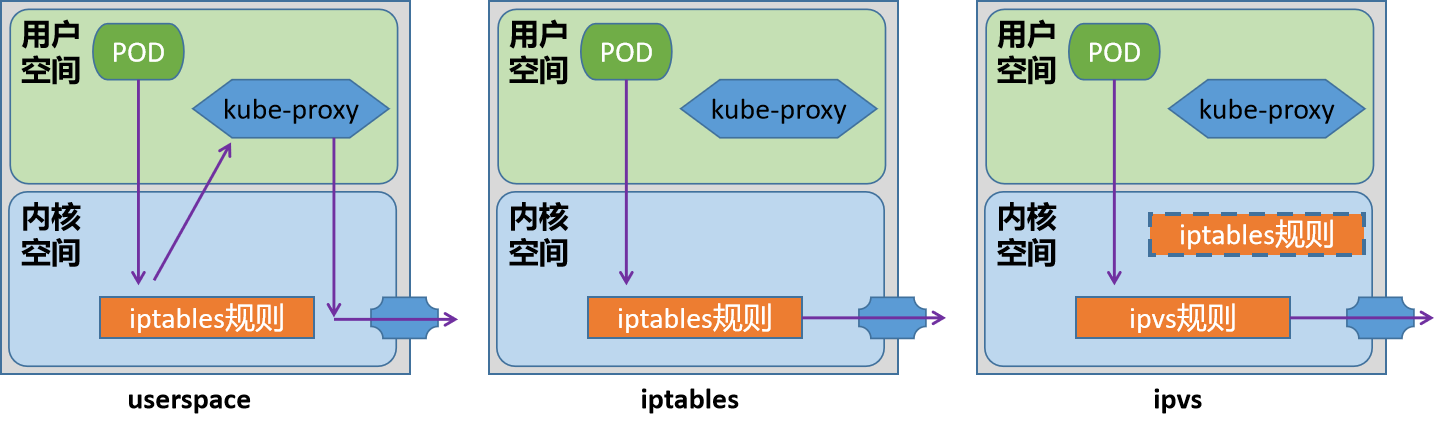 用户
空间
POD
kube-proxy
内核
空间
iptables规则
userspace
用户
空间
POD
kube-proxy
内核
空间
iptables规则
iptables
用户
空间
POD
kube-proxy
内核
空间
iptables规则
ipvs规则
ipvs